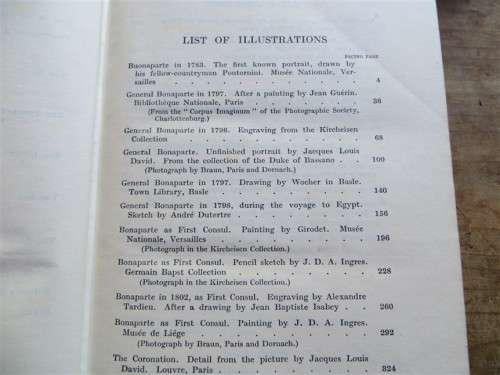 LIST OF ILLUSTRATIONS
FACING PAGE
Buonaparte in 1783. The first known portrait, drawn by
his fellow-countryman Pontornini. Musée Nationale, Ver-
sailles . . . . . . . . . 4
General Bonaparte in 1797. After a painting by Jean Guérin.
Bibliothèque Nationale, Paris . . . . . . 36
(From the "Corpus Imaginum" of the Photographic Society,
Charlottenburg.)
General Bonaparte in 1796. Engraving from the Kircheisen
Collection . . . . . . . . 68
General Bonaparte. Unfinished portrait by Jacques Louis
David. From the collection of the Duke of Bassano . . 100
(Photograph by Braun, Paris and Dornach.)
General Bonaparte in 1797. Drawing by Wocher in Basle.
Town Library, Basle . . . . . . . 140
General Bonaparte in 1798, during the voyage to Egypt.
Sketch by André Dutertre . . . . . . 156
Bonaparte as First Consul. Painting by Girodet. Musée
Nationale, Versailles . . . . . . . 196
(Photograph in the Kircheisen Collection.)
Bonaparte as First Consul. Pencil sketch by J. D. A. Ingres.
Germain Bapst Collection . . . . . . 228
(Photograph in the Kircheisen Collection.)
Bonaparte in 1802, as First Consul. Engraving by Alexandre
Tardieu. After a drawing by Jean Baptiste Isabey . . 260
Bonaparte as First Consul. Painting by J. D. A. Ingres.
Musée de Liége . . . . . . . . 292
(Photograph by Braun, Paris and Dornach.)
The Coronation. Detail from the picture by Jacques Louis
David. Louvre, Paris . . . . . . . 324